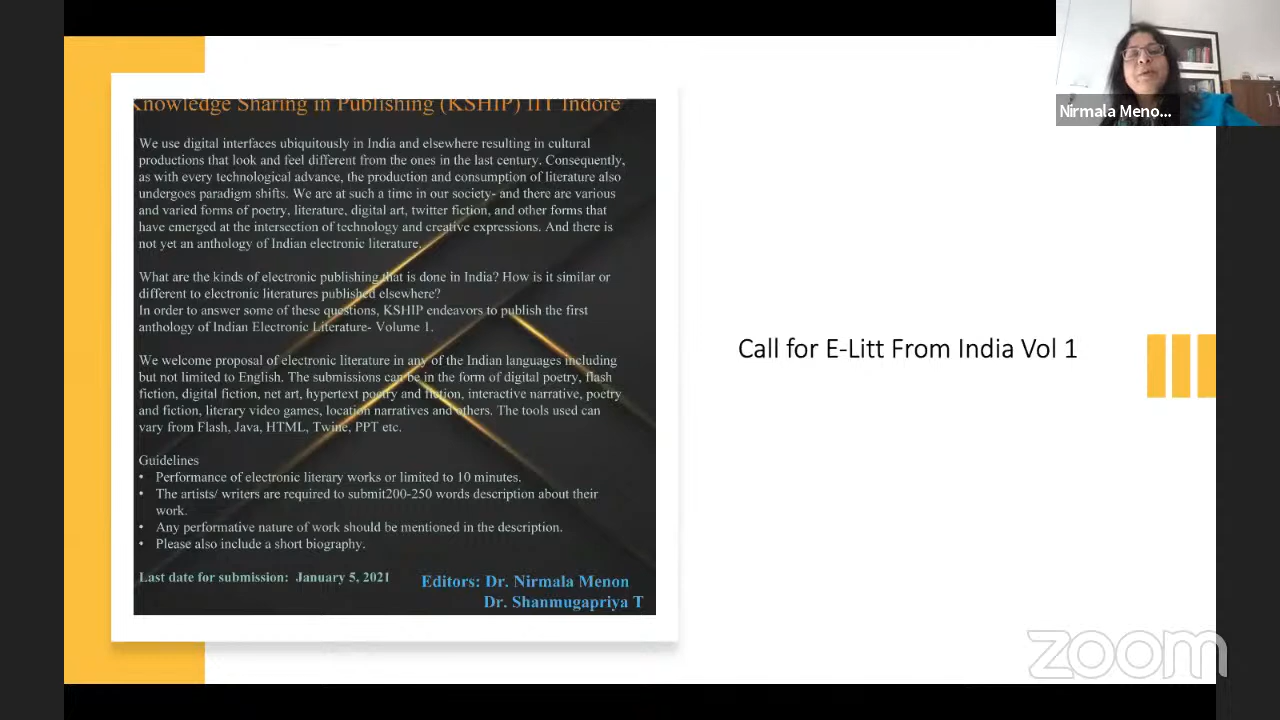 Knowledge Sharing in Publishing (KSHIP) IIT Indore
We use digital interfaces ubiquitously in India and elsewhere resulting in cultural
productions that look and feel different from the ones in the last century. Consequently,
as with every technological advance, the production and consumption of literature also
undergoes paradigm shifts. We are at such a time in our society- and there are various
and varied forms of poetry, literature, digital art, twitter fiction, and other forms that
have emerged at the intersection of technology and creative expressions. And there is
not yet an anthology of Indian electronic literature.
What are the kinds of electronic publishing that is done in India? How is it similar or
different to electronic literatures published elsewhere?
In order to answer some of these questions, KSHIP endeavors to publish the first
anthology of Indian Electronic Literature- Volume 1.
We welcome proposal of electronic literature in any of the Indian languages including
but not limited to English. The submissions can be in the form of digital poetry, flash
fiction, digital fiction, net art, hypertext poetry and fiction, interactive narrative, poetry
and fiction, literary video games, location narratives and others. The tools used can
vary from Flash, Java, HTML, Twine, PPT etc.
Guidelines
• Performance of electronic literary works or limited to 10 minutes.
• The artists/ writers are required to submit200-250 words description about their
work.
• Any performative nature of work should be mentioned in the description.
• Please also include a short biography.
Last date for submission: January 5, 2021
Editors: Dr. Nirmala Menon
Dr. Shanmugapriya T
Call for E-Litt From India Vol 1
Nirmala Meno...
zoom